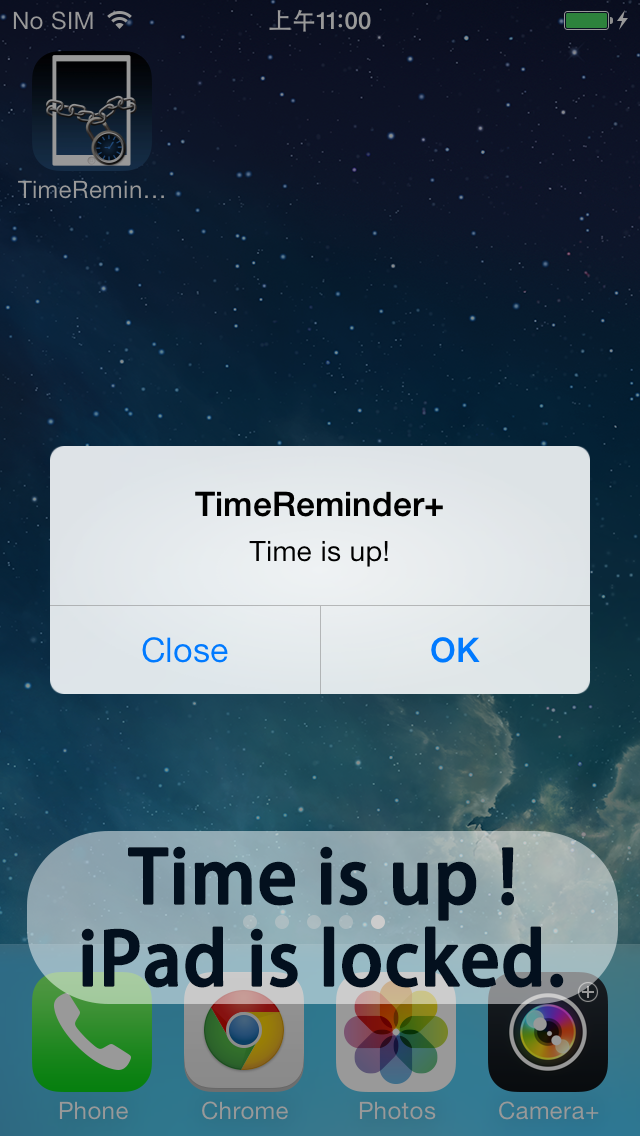 No SIM 上午11:00
TimeRemin...
TimeReminder+
Time is up!
Close OK
Time is up !
iPad is locked.
Phone Chrome Photos Camera+